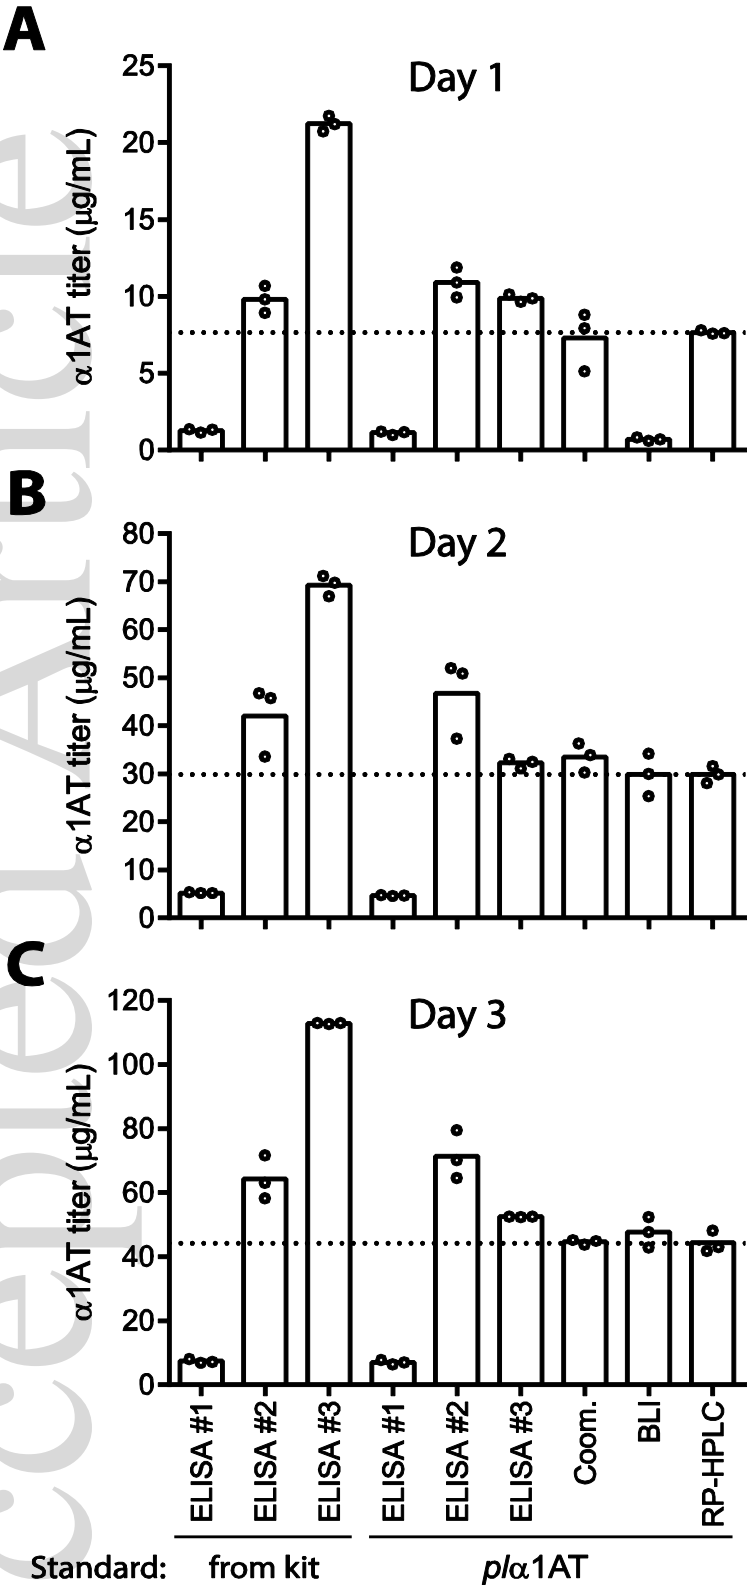 A
Day 1
α1AT titer (μg/mL)
25
20
15
10
5
0
B
Day 2
α1AT titer (μg/mL)
80
70
60
50
40
30
20
10
0
C
Day 3
α1AT titer (μg/mL)
120
100
80
60
40
20
0
ELISA #1
ELISA #2
ELISA #3
ELISA #1
ELISA #2
ELISA #3
Coom.
BLI
RP-HPLC
Standard: from kit plα1AT
ccepted Article